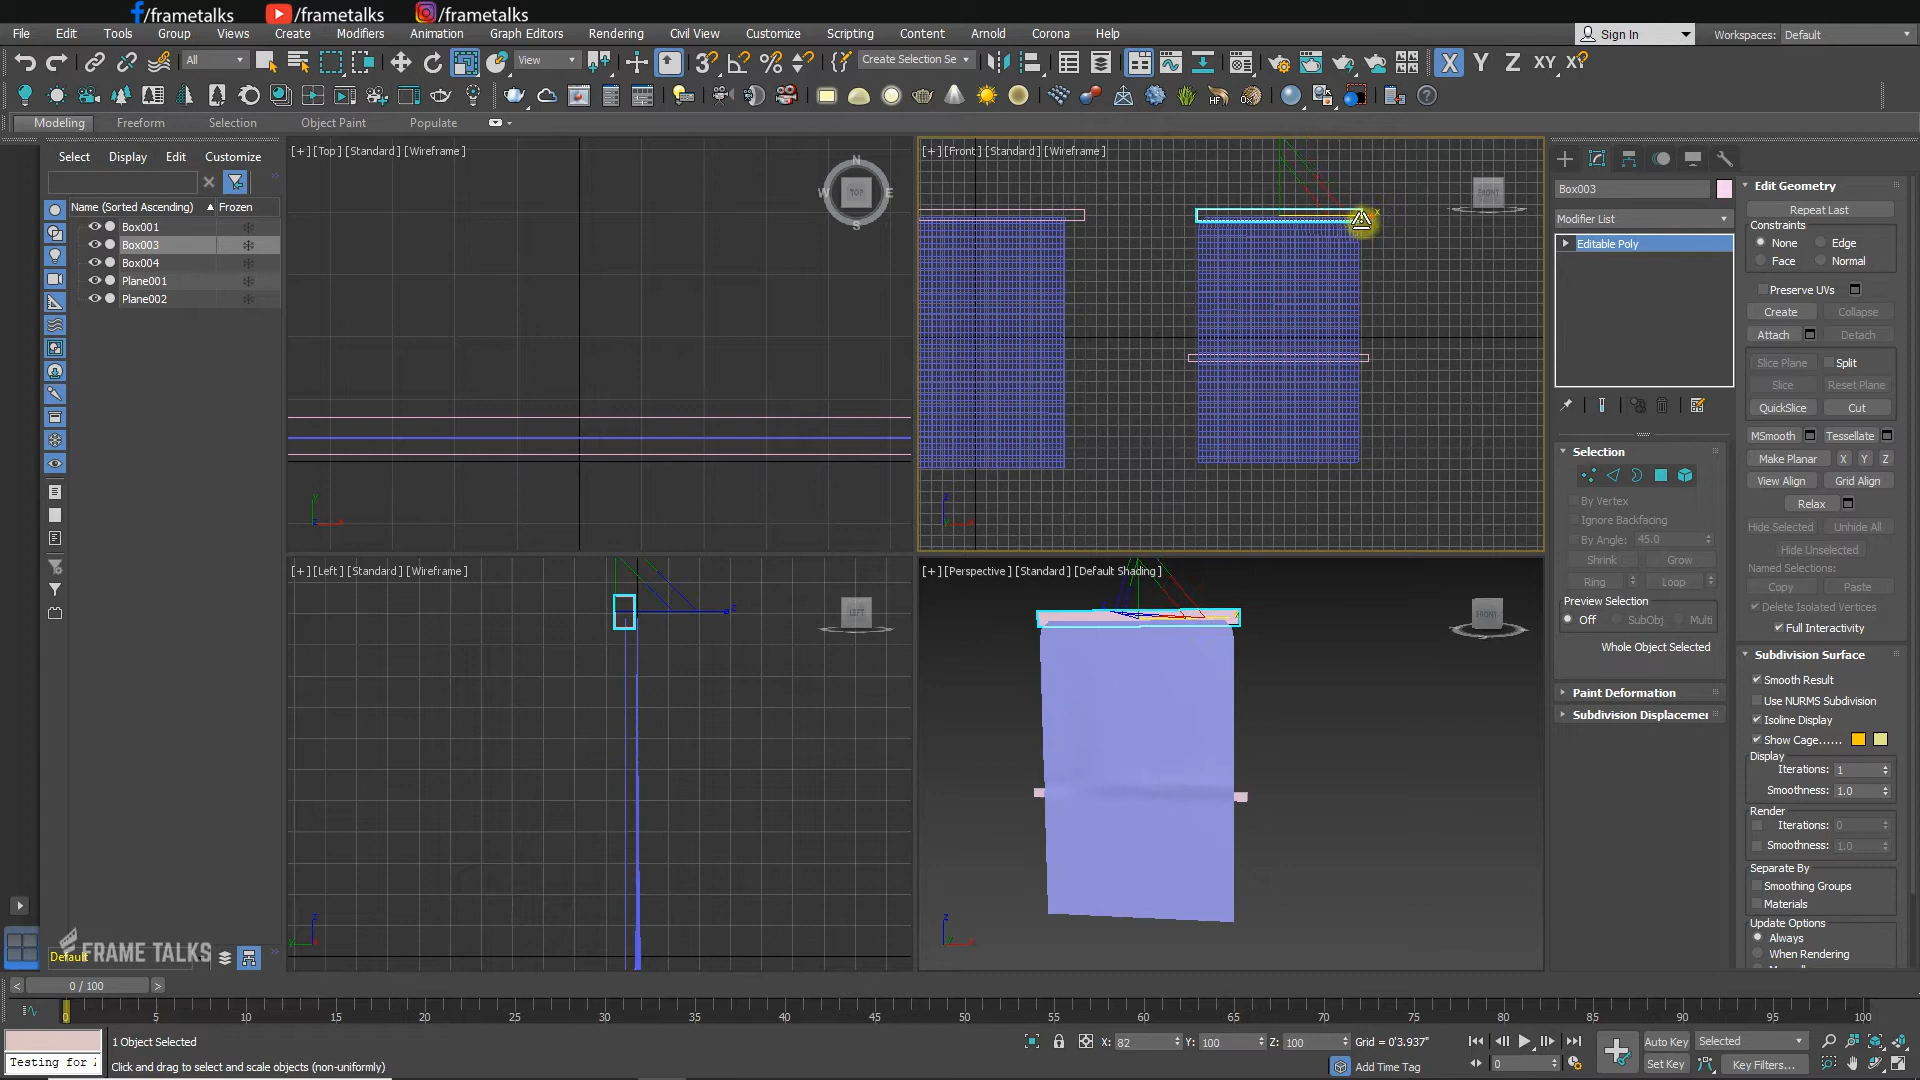 /frametalks /frametalks /frametalks
File Edit Tools Group Views Create Modifiers Animation Graph Editors Rendering Civil View Customize Scripting Content Arnold Corona Help Sign In Workspaces: Default
All View Create Selection Se X Y Z XY XY
Modeling Freeform Selection Object Paint Populate
Select Display Edit Customize
Name (Sorted Ascending) Frozen
Box001
Box003
Box004
Plane001
Plane002
[+] [Top] [Standard] [Wireframe]
[+] [Front] [Standard] [Wireframe]
[+] [Left] [Standard] [Wireframe]
[+] [Perspective] [Standard] [Default Shading]
N
W TOP E
S
FRONT
LEFT
FRONT
Box003
Modifier List
Editable Poly
Selection
By Vertex
Ignore Backfacing
By Angle: 45.0
Shrink Grow
Ring Loop
Preview Selection
Off SubObj Multi
Whole Object Selected
Paint Deformation
Subdivision Displacemer
Edit Geometry
Repeat Last
Constraints
None Edge
Face Normal
Preserve UVs
Create Collapse
Attach Detach
Slice Plane Split
Slice Reset Plane
QuickSlice Cut
MSmooth Tessellate
Make Planar X Y Z
View Align Grid Align
Relax
Hide Selected Unhide All
Hide Unselected
Named Selections:
Copy Paste
Delete Isolated Vertices
Full Interactivity
Subdivision Surface
Smooth Result
Use NURMS Subdivision
Isoline Display
Show Cage......
Display
Iterations: 1
Smoothness: 1.0
Render
Iterations: 0
Smoothness: 1.0
Separate By
Smoothing Groups
Materials
Update Options
Always
When Rendering
FRAME TALKS
Default
0 / 100
0 5 10 15 20 25 30 35 40 45 50 55 60 65 70 75 80 85 90 95 100
1 Object Selected X: 82 Y: 100 Z: 100 Grid = 0'3.937" Auto Key Selected
Testing for Click and drag to select and scale objects (non-uniformly) Add Time Tag 0 Set Key Key Filters...